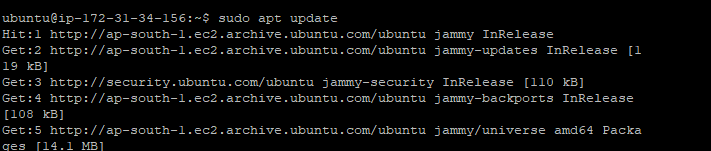 ubuntu@ip-172-31-34-156:~$ sudo apt update
Hit:1 http://ap-south-1.ec2.archive.ubuntu.com/ubuntu jammy InRelease
Get:2 http://ap-south-1.ec2.archive.ubuntu.com/ubuntu jammy-updates InRelease [1
19 kB]
Get:3 http://security.ubuntu.com/ubuntu jammy-security InRelease [110 kB]
Get:4 http://ap-south-1.ec2.archive.ubuntu.com/ubuntu jammy-backports InRelease
[108 kB]
Get:5 http://ap-south-1.ec2.archive.ubuntu.com/ubuntu jammy/universe amd64 Packa
ges [14.1 MB]